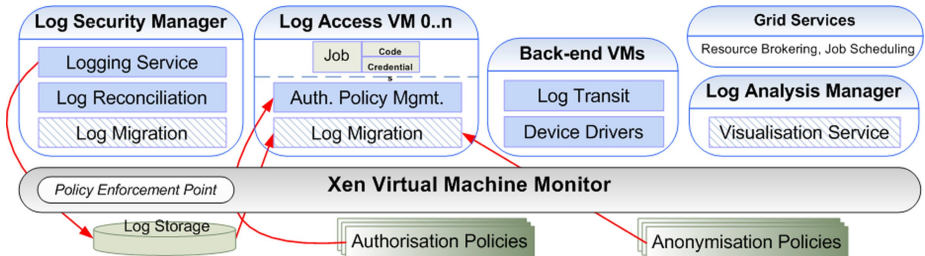 Log Security Manager
Logging Service
Log Reconciliation
Log Migration
Log Access VM 0..n
Job
Code
Credential
s
Auth. Policy Mgmt.
Log Migration
Back-end VMs
Log Transit
Device Drivers
Grid Services
Resource Brokering, Job Scheduling
Log Analysis Manager
Visualisation Service
Xen Virtual Machine Monitor
Policy Enforcement Point
Log Storage
Authorisation Policies
Anonymisation Policies